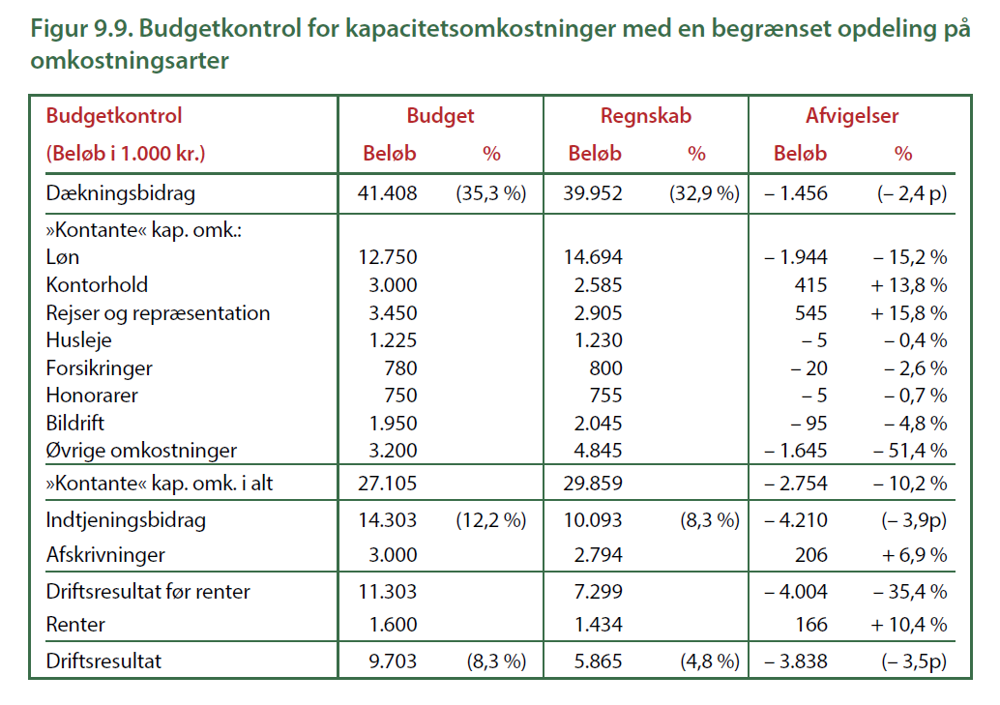 Figur 9.9. Budgetkontrol for kapacitetsomkostninger med en begrænset opdeling på
omkostningsarter
Budgetkontrol Budget Regnskab Afvigelser
(Beløb i 1.000 kr.) Beløb % Beløb % Beløb %
Dækningsbidrag 41.408 (35,3 %) 39.952 (32,9 %) – 1.456 (– 2,4 p)
»Kontante« kap. omk.:
Løn 12.750 14.694 – 1.944 – 15,2 %
Kontorhold 3.000 2.585 415 + 13,8 %
Rejser og repræsentation 3.450 2.905 545 + 15,8 %
Husleje 1.225 1.230 – 5 – 0,4 %
Forsikringer 780 800 – 20 – 2,6 %
Honorarer 750 755 – 5 – 0,7 %
Bildrift 1.950 2.045 – 95 – 4,8 %
Øvrige omkostninger 3.200 4.845 – 1.645 – 51,4 %
»Kontante« kap. omk. i alt 27.105 29.859 – 2.754 – 10,2 %
Indtjeningsbidrag 14.303 (12,2 %) 10.093 (8,3 %) – 4.210 (– 3,9p)
Afskrivninger 3.000 2.794 206 + 6,9 %
Driftsresultat før renter 11.303 7.299 – 4.004 – 35,4 %
Renter 1.600 1.434 166 + 10,4 %
Driftsresultat 9.703 (8,3 %) 5.865 (4,8 %) – 3.838 (– 3,5p)